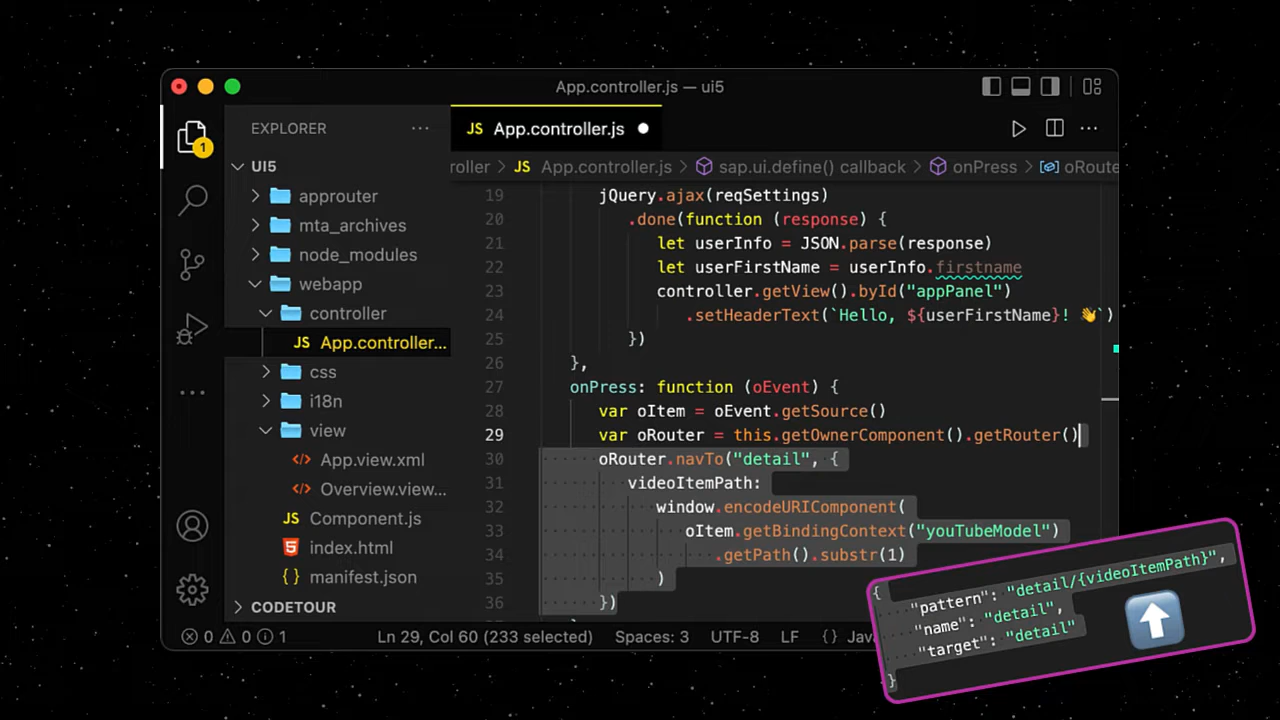 App.controller.js — ui5
EXPLORER
1
UI5
approuter
mta_archives
node_modules
webapp
controller
JS App.controller...
css
i18n
view
App.view.xml
Overview.view...
JS Component.js
index.html
{} manifest.json
CODETOUR
JS App.controller.js
roller > JS App.controller.js > sap.ui.define() callback > onPress > oRoute
19 jQuery.ajax(reqSettings)
20 .done(function (response) {
21 let userInfo = JSON.parse(response)
22 let userFirstName = userInfo.firstname
23 controller.getView().byId("appPanel")
24 .setHeaderText(`Hello, ${userFirstName}! 👋`)
25 })
26 },
27 onPress: function (oEvent) {
28 var oItem = oEvent.getSource()
29 var oRouter = this.getOwnerComponent().getRouter()
30 oRouter.navTo("detail", {
31 videoItemPath:
32 window.encodeURIComponent(
33 oItem.getBindingContext("youTubeModel")
34 .getPath().substr(1)
35 )
36 })
0 0 1 Ln 29, Col 60 (233 selected) Spaces: 3 UTF-8 LF {} Jav
{
"pattern": "detail/{videoItemPath}",
"name": "detail",
"target": "detail"
}